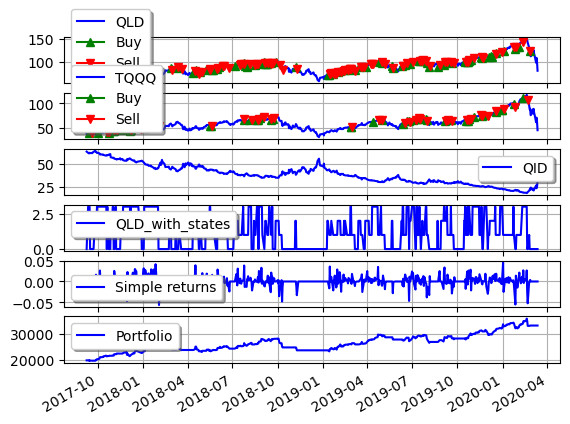 QLD
Buy
Sell
150
100
TQQQ
Buy
Sell
100
50
QID
50
25
QLD_with_states
2.5
0.0
Simple returns
0.05
0.00
−0.05
Portfolio
30000
20000
2017-10 2018-01 2018-04 2018-07 2018-10 2019-01 2019-04 2019-07 2019-10 2020-01 2020-04